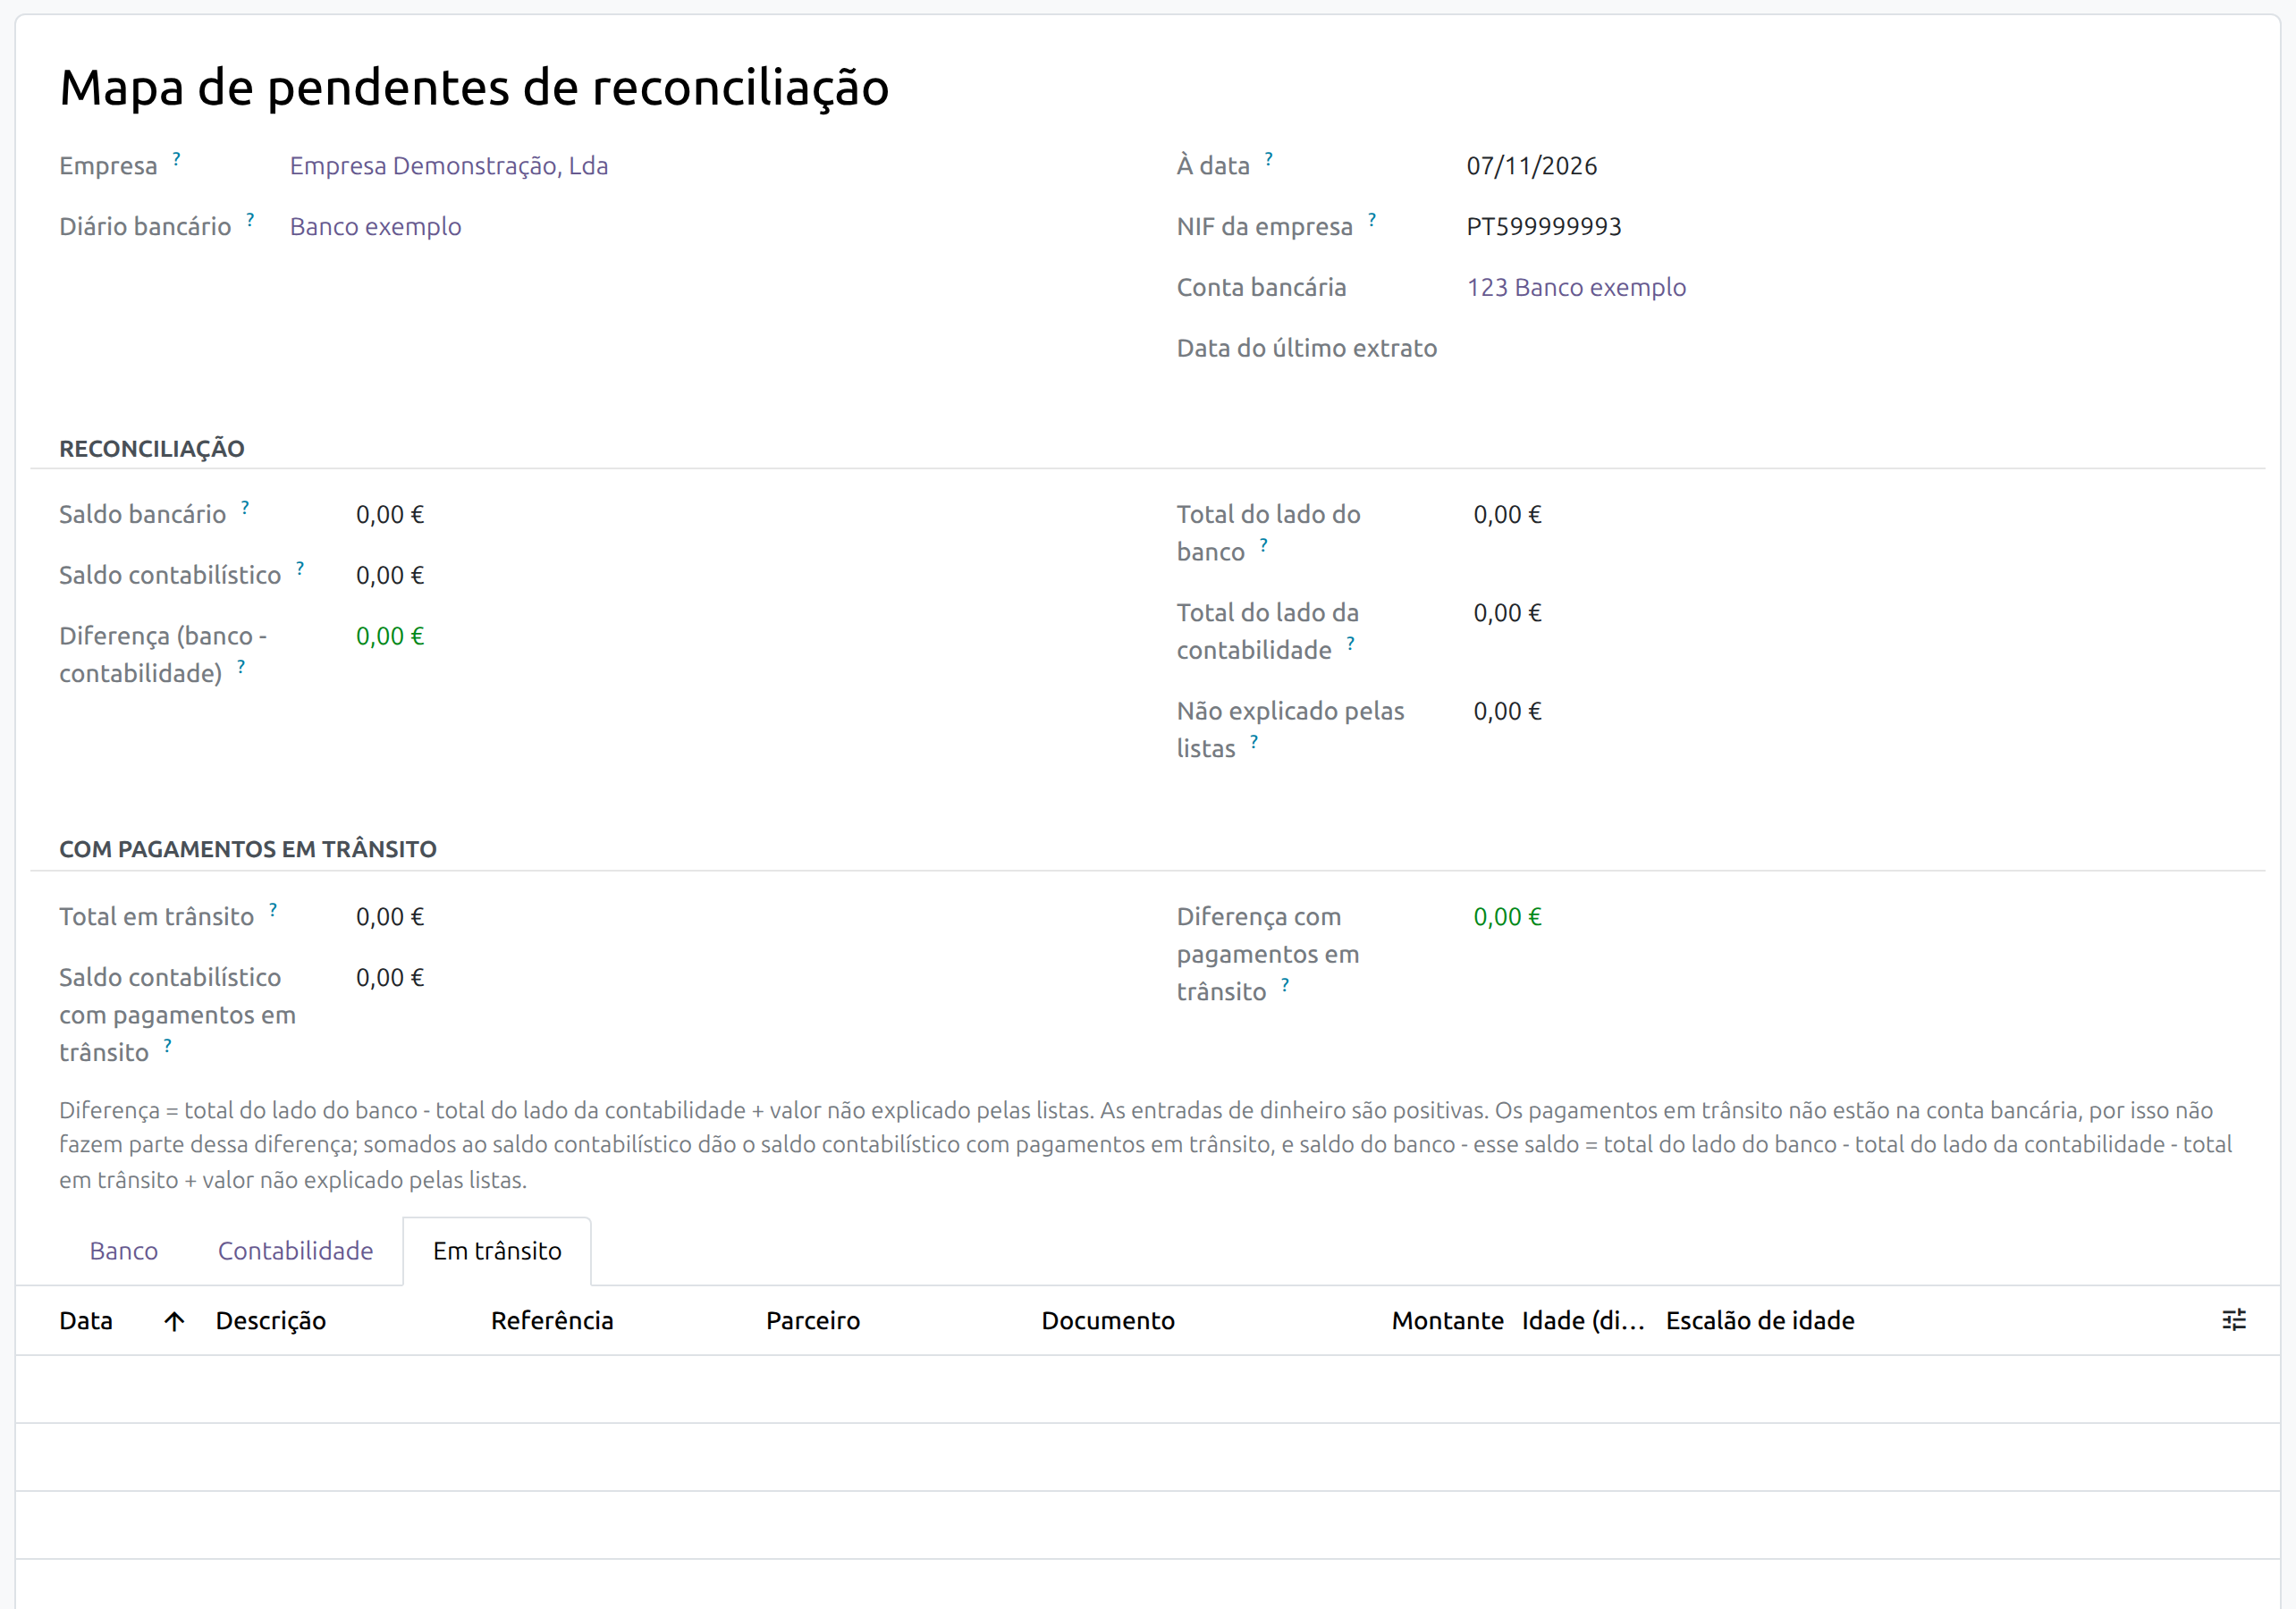 Mapa de pendentes de reconciliação
Empresa ? Empresa Demonstração, Lda
À data ? 07/11/2026
Diário bancário ? Banco exemplo
NIF da empresa ? PT599999993
Conta bancária 123 Banco exemplo
Data do último extrato
RECONCILIAÇÃO
Saldo bancário ? 0,00 €
Saldo contabilístico ? 0,00 €
Diferença (banco - 0,00 €
contabilidade) ?
Total do lado do 0,00 €
banco ?
Total do lado da 0,00 €
contabilidade ?
Não explicado pelas 0,00 €
listas ?
COM PAGAMENTOS EM TRÂNSITO
Total em trânsito ? 0,00 €
Saldo contabilístico 0,00 €
com pagamentos em
trânsito ?
Diferença com 0,00 €
pagamentos em
trânsito ?
Diferença = total do lado do banco - total do lado da contabilidade + valor não explicado pelas listas. As entradas de dinheiro são positivas. Os pagamentos em trânsito não estão na conta bancária, por isso não
fazem parte dessa diferença; somados ao saldo contabilístico dão o saldo contabilístico com pagamentos em trânsito, e saldo do banco - esse saldo = total do lado do banco - total do lado da contabilidade - total
em trânsito + valor não explicado pelas listas.
Banco Contabilidade Em trânsito
Data Descrição Referência Parceiro Documento Montante Idade (di... Escalão de idade